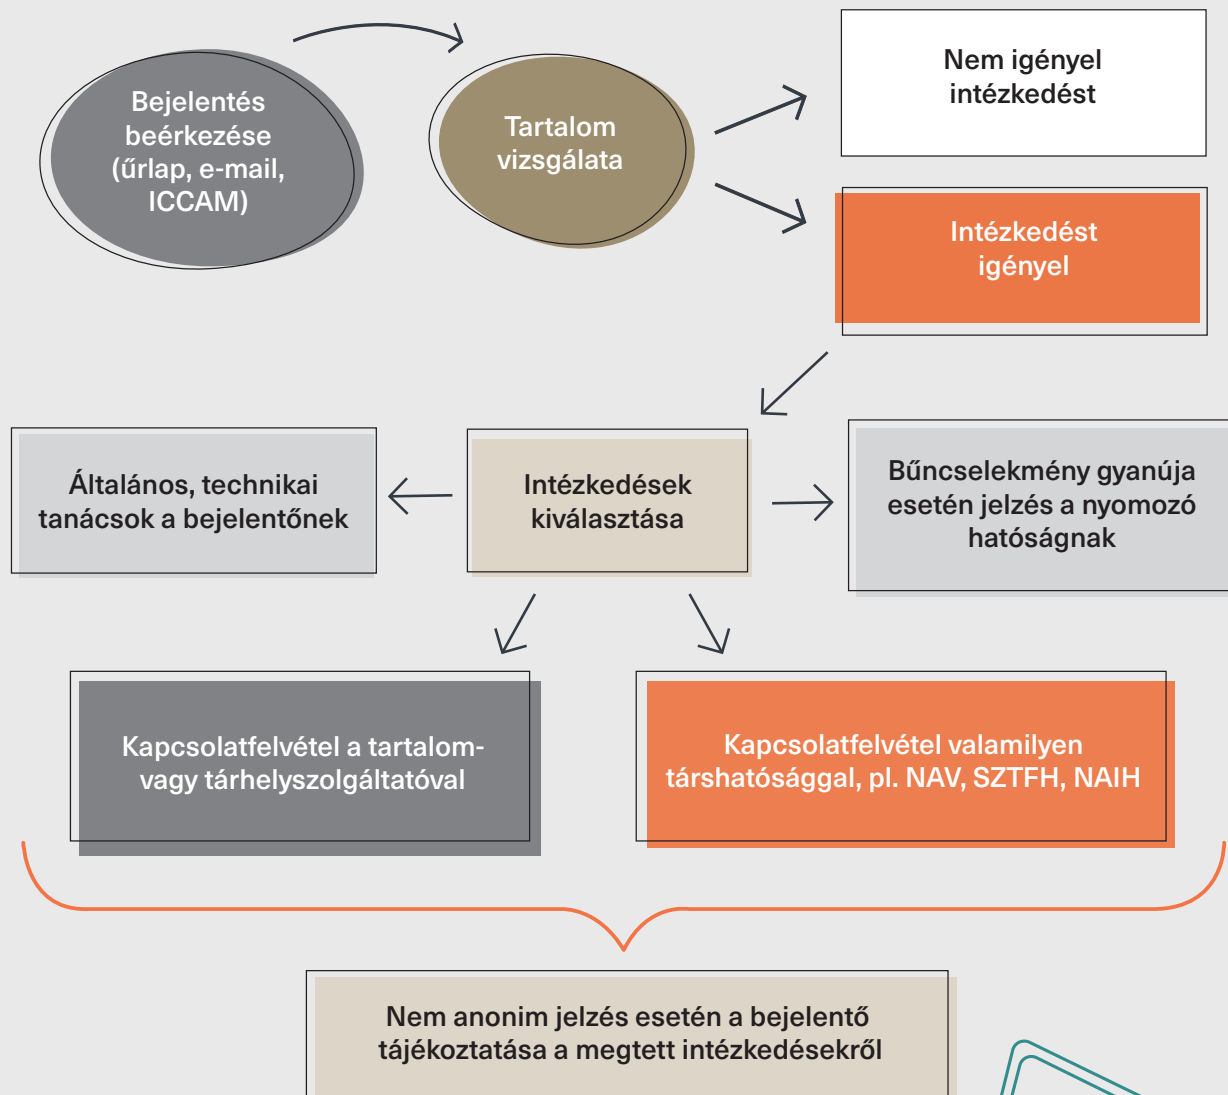 Bejelentés
beérkezése
(űrlap, e-mail,
ICCAM)
Tartalom
vizsgálata
Nem igényel
intézkedést
Intézkedést
igényel
Általános, technikai
tanácsok a bejelentőnek
Intézkedések
kiválasztása
Bűncselekmény gyanúja
esetén jelzés a nyomozó
hatóságnak
Kapcsolatfelvétel a tartalom-
vagy tárhelyszolgáltatóval
Kapcsolatfelvétel valamilyen
társhatósággal, pl. NAV, SZTFH, NAIH
Nem anonim jelzés esetén a bejelentő
tájékoztatása a megtett intézkedésekről